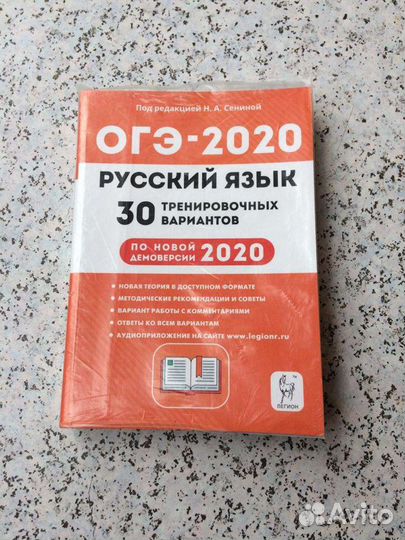 Под редакцией Н. А. Сениной
ОГЭ-2020
РУССКИЙ ЯЗЫК
30 ТРЕНИРОВОЧНЫХ
ВАРИАНТОВ
ПО НОВОЙ
ДЕМОВЕРСИИ 2020
• НОВАЯ ТЕОРИЯ В ДОСТУПНОМ ФОРМАТЕ
• МЕТОДИЧЕСКИЕ РЕКОМЕНДАЦИИ И СОВЕТЫ
• ВАРИАНТ РАБОТЫ С КОММЕНТАРИЯМИ
• ОТВЕТЫ КО ВСЕМ ВАРИАНТАМ
• АУДИОПРИЛОЖЕНИЕ НА САЙТЕ www.legionr.ru
ТМ
ЛЕГИОН
Avito